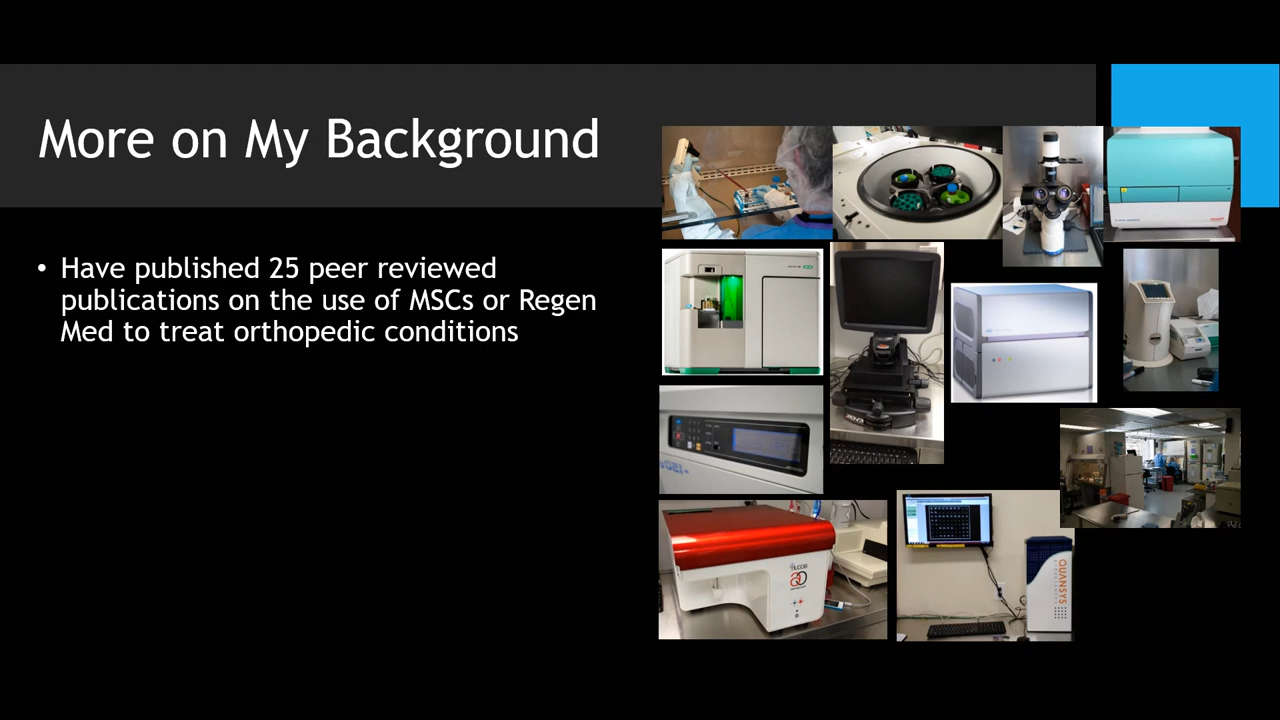 More on My Background
• Have published 25 peer reviewed
publications on the use of MSCs or Regen
Med to treat orthopedic conditions
QUANSYS